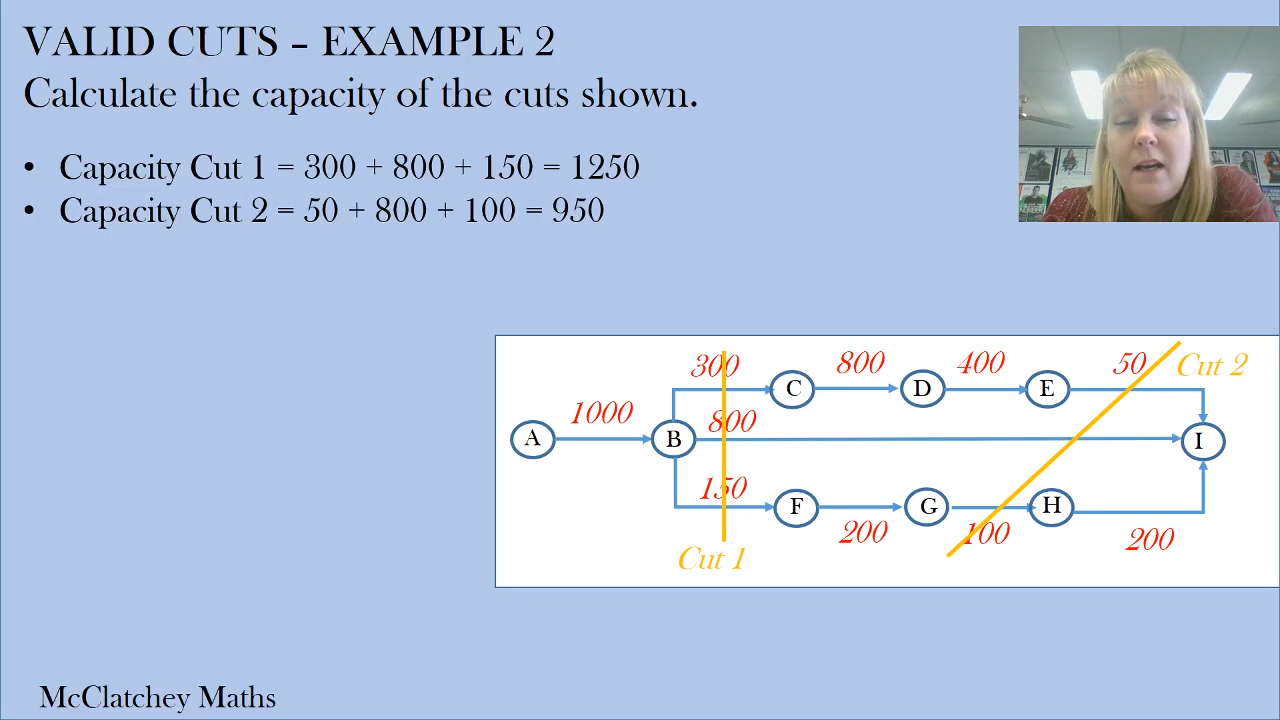 VALID CUTS – EXAMPLE 2
Calculate the capacity of the cuts shown.
• Capacity Cut 1 = 300 + 800 + 150 = 1250
• Capacity Cut 2 = 50 + 800 + 100 = 950
300 800 400 50 Cut 2
C D E
1000 800
A B I
150
F G H
200 100 200
Cut 1
McClatchey Maths